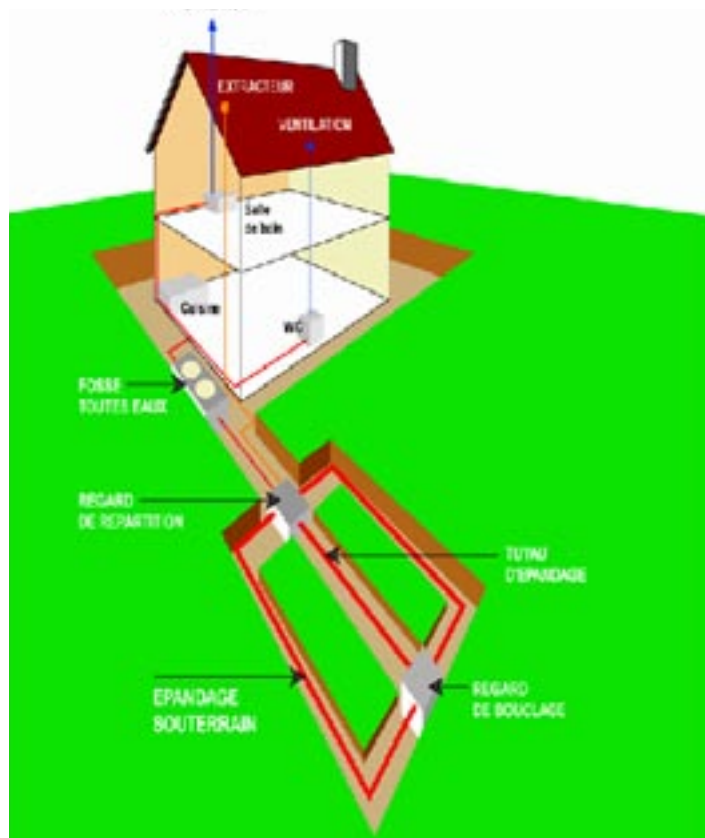 EXTRACTEUR
VENTILATION
Salle
de bain
Cuisine
WC
FOSSE
TOUTES EAUX
REGARD
DE REPARTITION
TUYAU
D'EPANDAGE
EPANDAGE
SOUTERRAIN
REGARD
DE BOUCLAGE